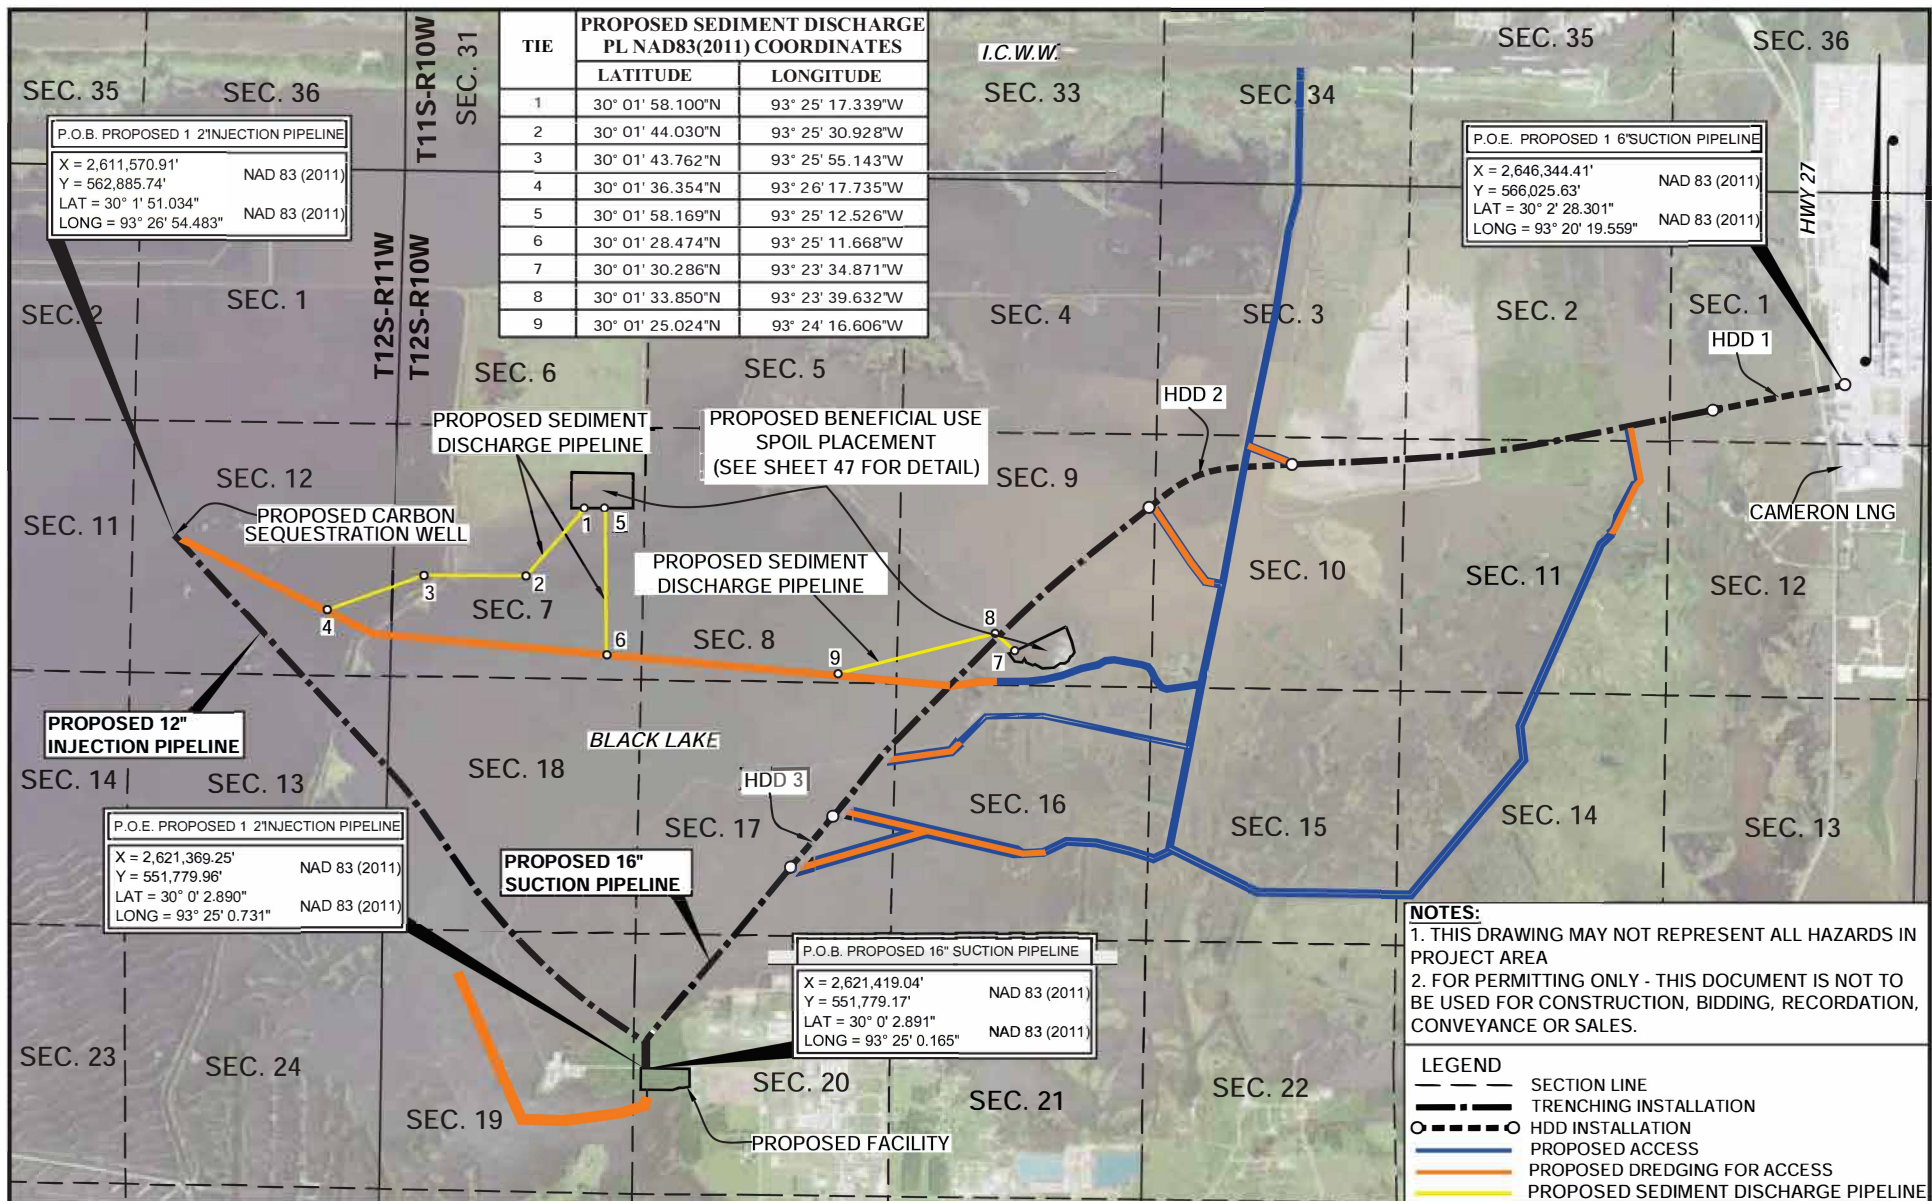 TIE
PROPOSED SEDIMENT DISCHARGE
PL NAD83(2011) COORDINATES
LATITUDE LONGITUDE
1 30° 01' 58.100"N 93° 25' 17.339"W
2 30° 01' 44.030"N 93° 25' 30.928"W
3 30° 01' 43.762"N 93° 25' 55.143"W
4 30° 01' 36.354"N 93° 26' 17.735"W
5 30° 01' 58.169"N 93° 25' 12.526"W
6 30° 01' 28.474"N 93° 25' 11.668"W
7 30° 01' 30.286"N 93° 23' 34.871"W
8 30° 01' 33.850"N 93° 23' 39.632"W
9 30° 01' 25.024"N 93° 24' 16.606"W
SEC. 35
SEC. 36
T11S-R10W
SEC. 31
I.C.W.W.
SEC. 33
SEC. 34
SEC. 35
SEC. 36
P.O.B. PROPOSED 1 2"INJECTION PIPELINE
X = 2,611,570.91'
Y = 562,885.74'
NAD 83 (2011)
LAT = 30° 1' 51.034"
LONG = 93° 26' 54.483"
NAD 83 (2011)
P.O.E. PROPOSED 1 6"SUCTION PIPELINE
X = 2,646,344.41'
Y = 566,025.63'
NAD 83 (2011)
LAT = 30° 2' 28.301"
LONG = 93° 20' 19.559"
NAD 83 (2011)
HWY 27
SEC. 2
SEC. 1
T12S-R11W
T12S-R10W
SEC. 6
SEC. 5
SEC. 4
SEC. 3
SEC. 2
SEC. 1
HDD 1
HDD 2
PROPOSED SEDIMENT
DISCHARGE PIPELINE
PROPOSED BENEFICIAL USE
SPOIL PLACEMENT
(SEE SHEET 47 FOR DETAIL)
SEC. 12
SEC. 11
PROPOSED CARBON
SEQUESTRATION WELL
1
5
SEC. 9
CAMERON LNG
PROPOSED SEDIMENT
DISCHARGE PIPELINE
2
3
4
SEC. 7
6
SEC. 8
9
8
7
SEC. 10
SEC. 11
SEC. 12
PROPOSED 12"
INJECTION PIPELINE
BLACK LAKE
SEC. 14
SEC. 13
SEC. 18
HDD 3
SEC. 17
SEC. 16
SEC. 15
SEC. 14
SEC. 13
P.O.E. PROPOSED 1 2"INJECTION PIPELINE
X = 2,621,369.25'
Y = 551,779.96'
NAD 83 (2011)
LAT = 30° 0' 2.890"
LONG = 93° 25' 0.731"
NAD 83 (2011)
PROPOSED 16"
SUCTION PIPELINE
P.O.B. PROPOSED 16" SUCTION PIPELINE
X = 2,621,419.04'
Y = 551,779.17'
NAD 83 (2011)
LAT = 30° 0' 2.891"
LONG = 93° 25' 0.165"
NAD 83 (2011)
SEC. 23
SEC. 24
SEC. 19
SEC. 20
SEC. 21
SEC. 22
PROPOSED FACILITY
NOTES:
1. THIS DRAWING MAY NOT REPRESENT ALL HAZARDS IN
PROJECT AREA
2. FOR PERMITTING ONLY - THIS DOCUMENT IS NOT TO
BE USED FOR CONSTRUCTION, BIDDING, RECORDATION,
CONVEYANCE OR SALES.
LEGEND
SECTION LINE
TRENCHING INSTALLATION
HDD INSTALLATION
PROPOSED ACCESS
PROPOSED DREDGING FOR ACCESS
PROPOSED SEDIMENT DISCHARGE PIPELINE